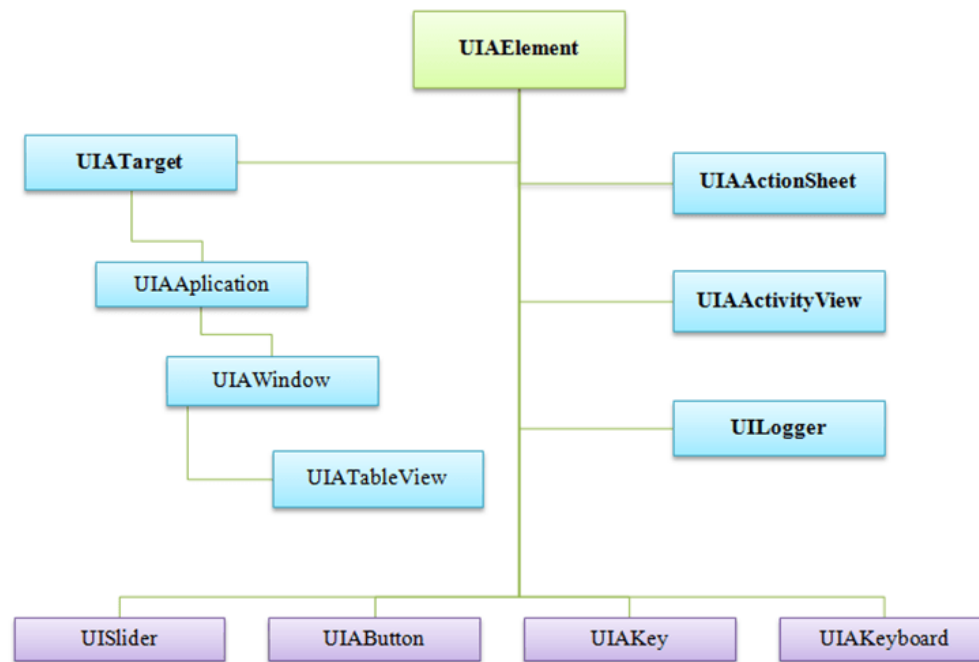 UIAElement
UIATarget
UIAActionSheet
UIAAplication
UIAActivityView
UIAWindow
UILogger
UIATableView
UISlider
UIAButton
UIAKey
UIAKeyboard